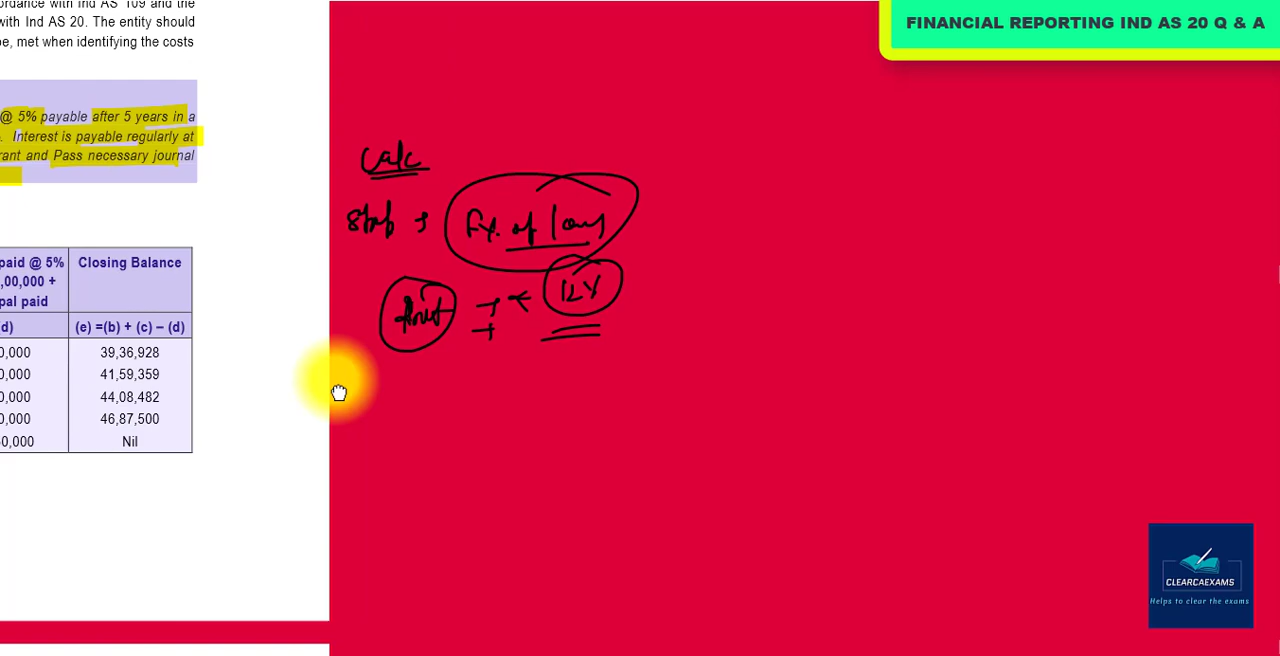 ordance with Ind AS 109 and the
with Ind AS 20. The entity should
pe, met when identifying the costs
@ 5% payable after 5 years in a
. Interest is payable regularly at
rant and Pass necessary journal
paid @ 5%
,00,000 +
pal paid
Closing Balance
(d)
(e) =(b) + (c) – (d)
0,000
39,36,928
0,000
41,59,359
0,000
44,08,482
0,000
46,87,500
0,000
Nil
FINANCIAL REPORTING IND AS 20 Q & A
Calc
of loan
CLEARCAEXAMS
Helps to clear the exams